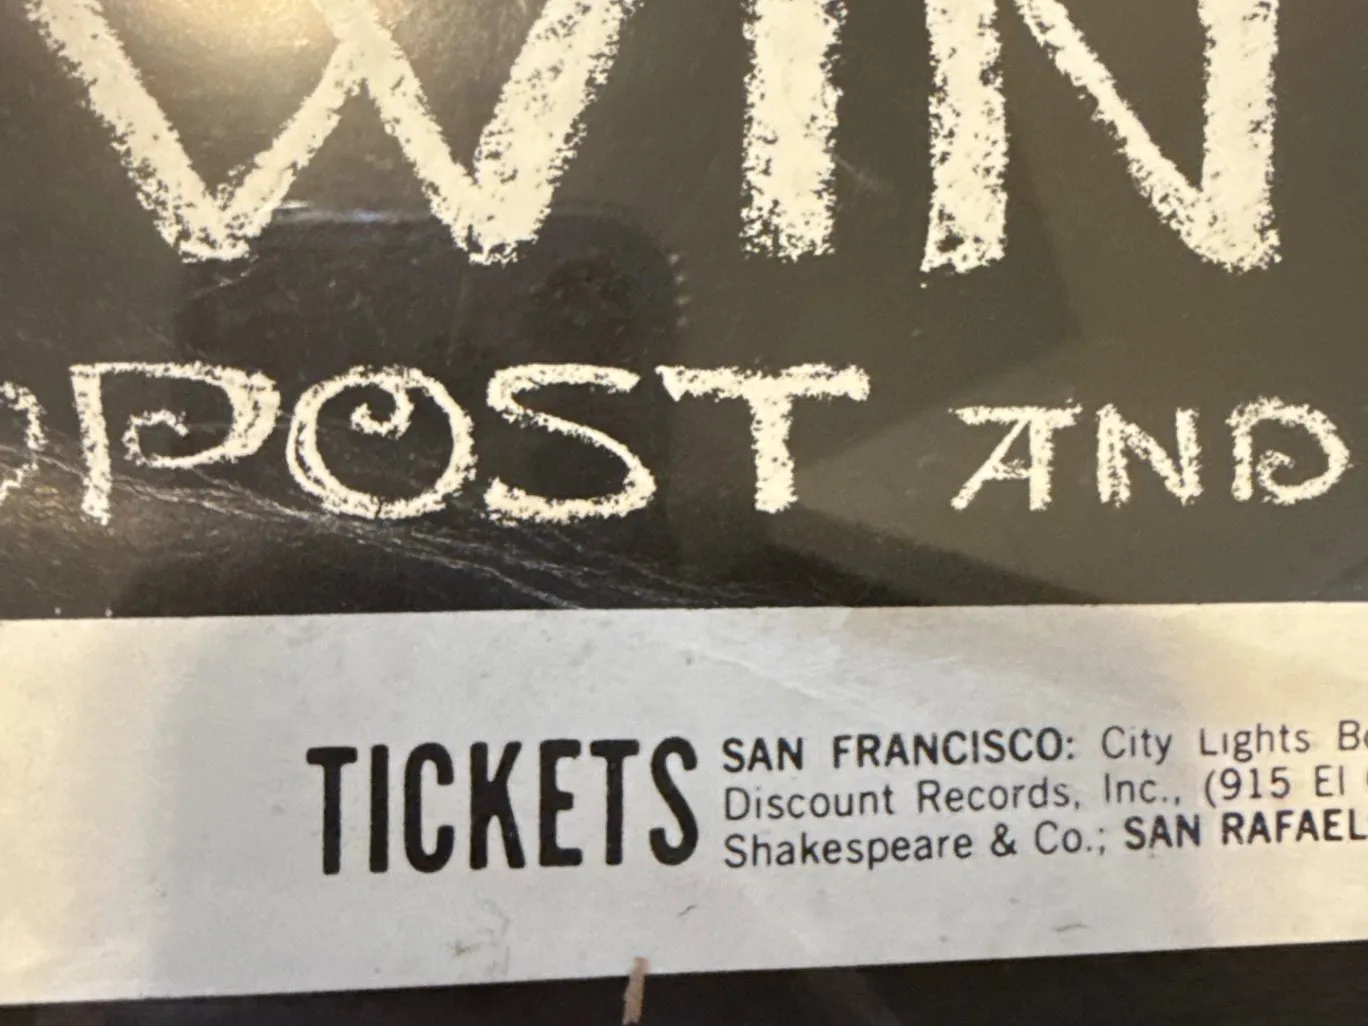 WIN
POST AND
TICKETS SAN FRANCISCO: City Lights
Discount Records, Inc., (915 El
Shakespeare & Co.; SAN RAFAEL